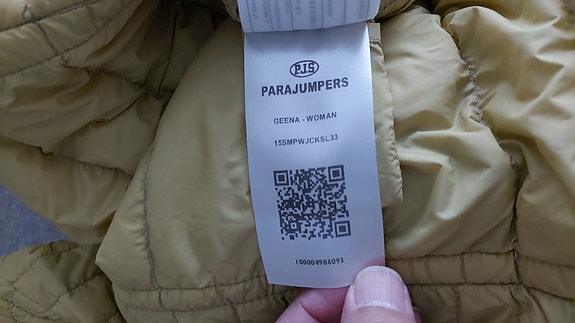 PJS
PARAJUMPERS
GEENA - WOMAN
15SMPWJCKSL33
100004986093